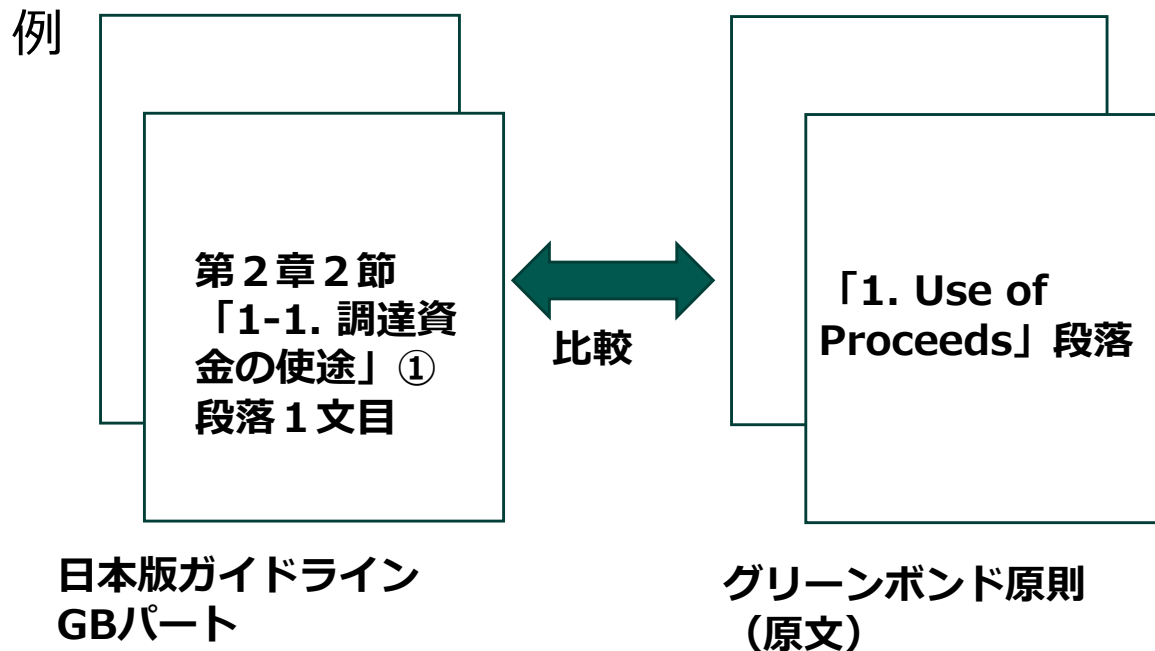 例
第２章２節
「1-1. 調達資
金の使途」①
段落１文目
比較
「1. Use of
Proceeds」段落
日本版ガイドライン
GBパート
グリーンボンド原則
（原文）